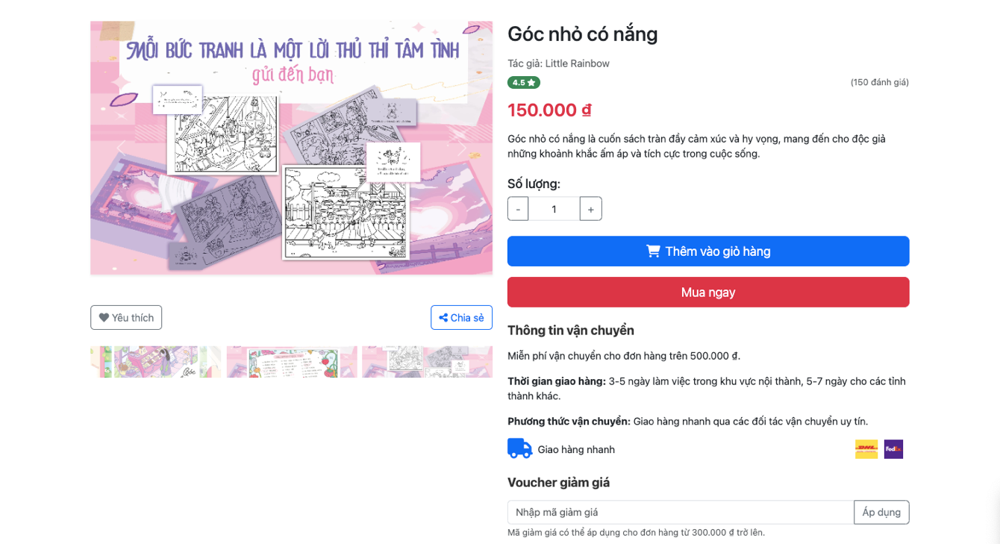 MỖI BỨC TRANH LÀ MỘT LỜI THỦ THỈ TÂM TÌNH
gửi đến bạn
Yêu thích
Chia sẻ
Góc nhỏ có nắng
Tác giả: Little Rainbow
4.5
(150 đánh giá)
150.000 ₫
Góc nhỏ có nắng là cuốn sách tràn đầy cảm xúc và hy vọng, mang đến cho độc giả
những khoảnh khắc ấm áp và tích cực trong cuộc sống.
Số lượng:
- 1 +
Thêm vào giỏ hàng
Mua ngay
Thông tin vận chuyển
Miễn phí vận chuyển cho đơn hàng trên 500.000 ₫.
Thời gian giao hàng: 3-5 ngày làm việc trong khu vực nội thành, 5-7 ngày cho các tỉnh
thành khác.
Phương thức vận chuyển: Giao hàng nhanh qua các đối tác vận chuyển uy tín.
Giao hàng nhanh
DHL
FedEx
Voucher giảm giá
Nhập mã giảm giá
Áp dụng
Mã giảm giá có thể áp dụng cho đơn hàng từ 300.000 ₫ trở lên.